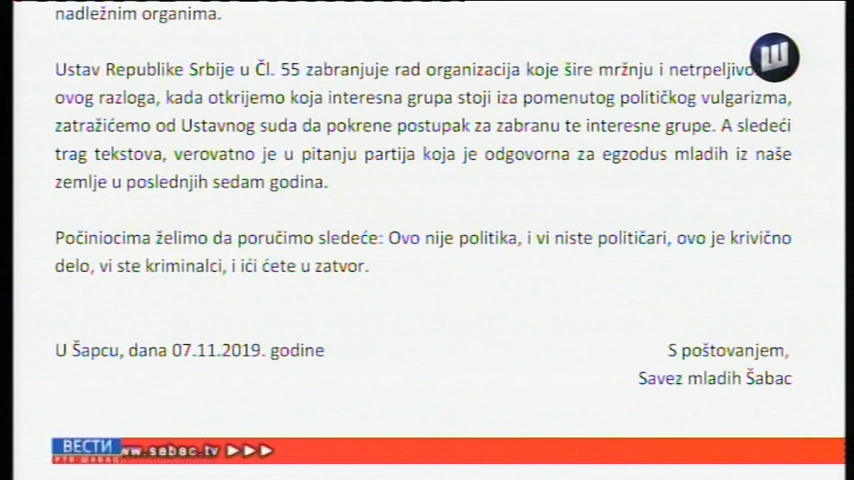 nadležnim organima.
Ustav Republike Srbije u Čl. 55 zabranjuje rad organizacija koje šire mržnju i
ovog razloga, kada otkrijemo koja interesna grupa stoji iza pomenutog političkog vulgarizma,
zatražićemo od Ustavnog suda da pokrene postupak za zabranu te interesne grupe. A sledeći
trag tekstova, verovatno je u pitanju partija koja je odgovorna za egzodus mladih iz naše
zemlje u poslednjih sedam godina.
Počiniocima želimo da poručimo sledeće: Ovo nije politika, i vi niste političari, ovo je krivično
delo, vi ste kriminalci, i ići ćete u zatvor.
U Šapcu, dana 07.11.2019. godine
S poštovanjem,
Savez mladih Šabac
Ш
ВЕСТИ
www.sabac.tv
РТВ ШАБАЦ